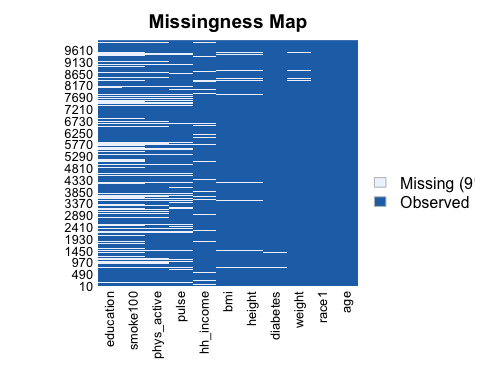 Missingness Map
9610
9130
8650
8170
7690
7210
6730
6250
5770
5290
4810
4330
3850
3370
2890
2410
1930
1450
970
490
10
Missing (9
Observed
education
smoke100
phys_active
pulse
hh_income
bmi
height
diabetes
weight
race1
age